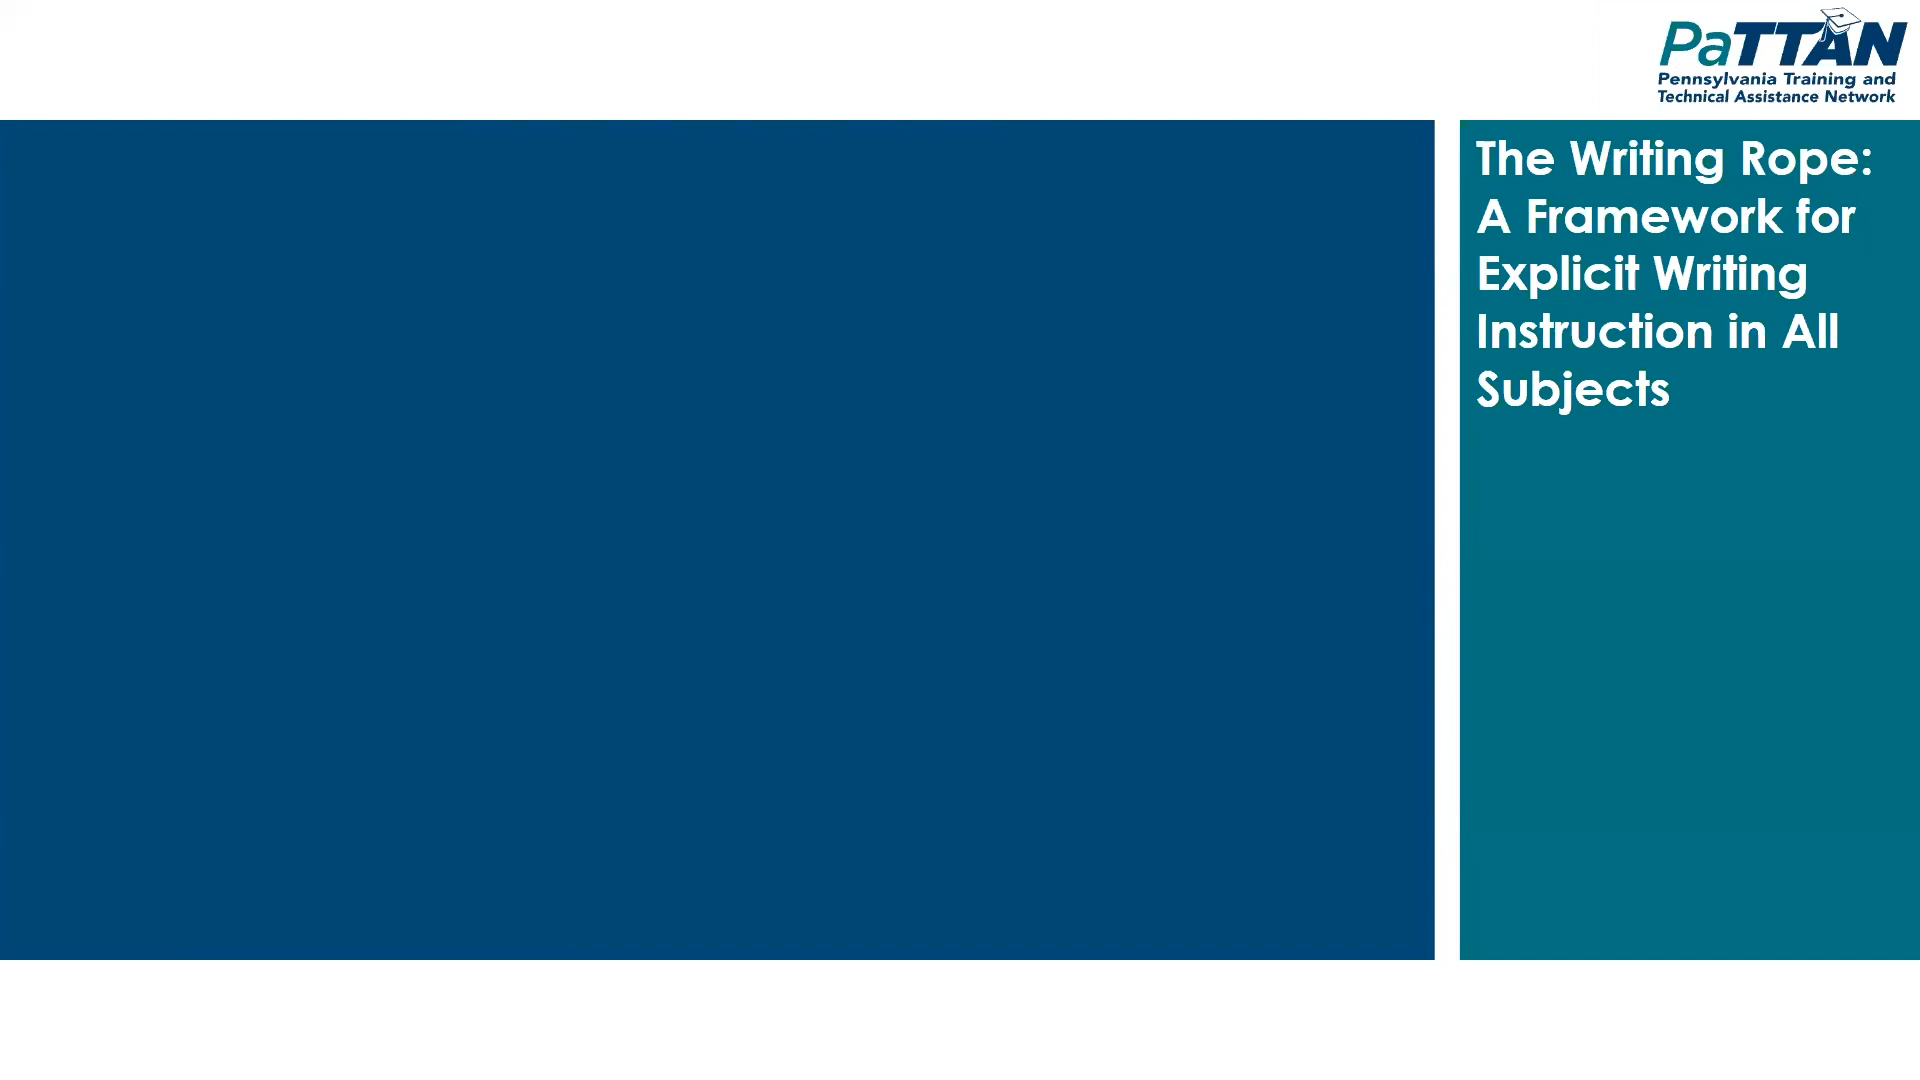 PaTTAN
Pennsylvania Training and
Technical Assistance Network
The Writing Rope:
A Framework for
Explicit Writing
Instruction in All
Subjects